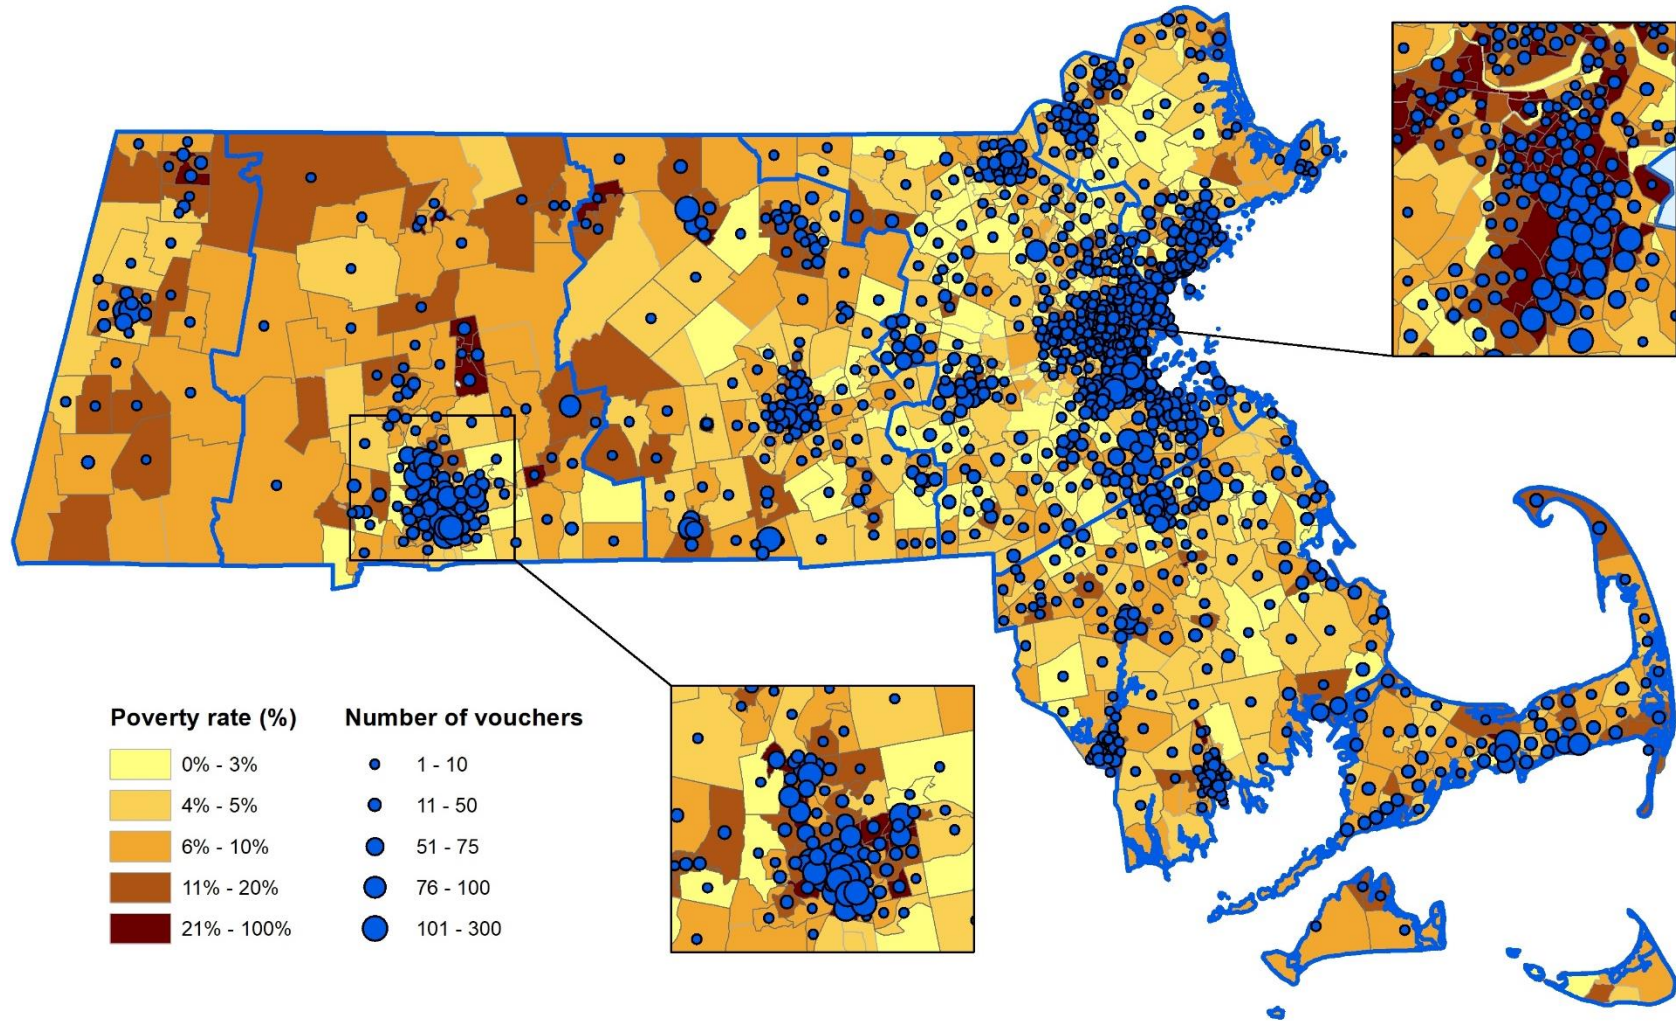 Poverty rate (%) Number of vouchers
0% - 3% 1 - 10
4% - 5% 11 - 50
6% - 10% 51 - 75
11% - 20% 76 - 100
21% - 100% 101 - 300